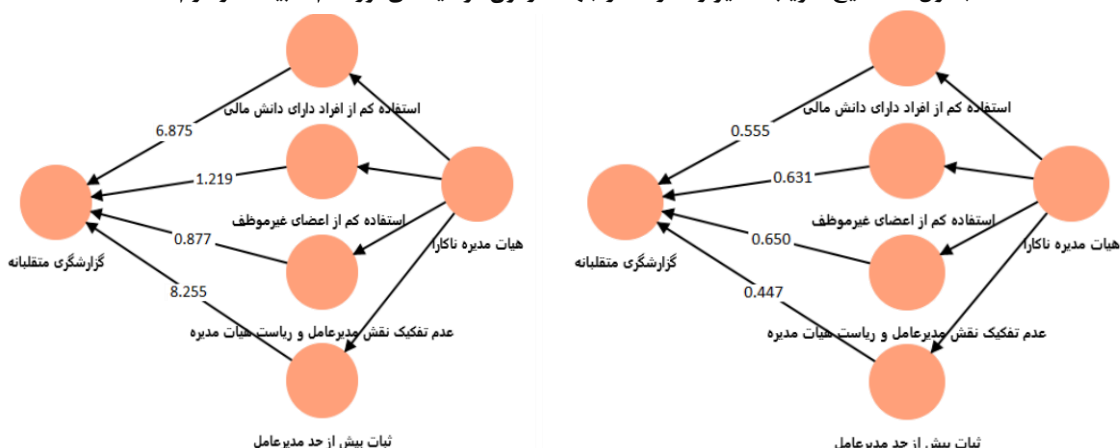 استفاده کم از افراد دارای دانش مالی
6.875
1.219
استفاده کم از اعضای غیرموظف
هیات مدیره ناکارا
گزارشگری متقلبانه
0.877
8.255
عدم تفکیک نقش مدیرعامل و ریاست هیات مدیره
ثبات بیش از حد مدیرعامل
استفاده کم از افراد دارای دانش مالی
0.555
0.631
استفاده کم از اعضای غیرموظف
هیات مدیره ناکارا
گزارشگری متقلبانه
0.650
0.447
عدم تفکیک نقش مدیرعامل و ریاست هیات مدیره
ثبات بیش از حد مدیرعامل